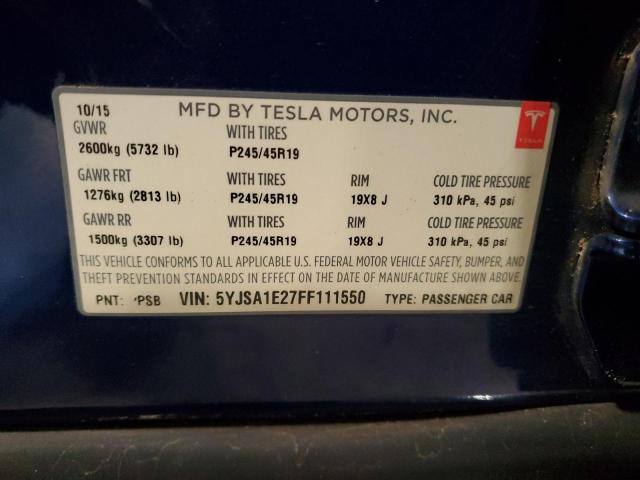 10/15 MFD BY TESLA MOTORS, INC.
GVWR WITH TIRES
2600kg (5732 lb) P245/45R19
TESLA
GAWR FRT WITH TIRES RIM COLD TIRE PRESSURE
1276kg (2813 lb) P245/45R19 19X8 J 310 kPa, 45 psi
GAWR RR WITH TIRES RIM COLD TIRE PRESSURE
1500kg (3307 lb) P245/45R19 19X8 J 310 kPa, 45 psi
THIS VEHICLE CONFORMS TO ALL APPLICABLE U.S. FEDERAL MOTOR VEHICLE SAFETY, BUMPER, AND
THEFT PREVENTION STANDARDS IN EFFECT ON THE DATE OF MANUFACTURE SHOWN ABOVE.
PNT: PSB VIN: 5YJSA1E27FF111550 TYPE: PASSENGER CAR